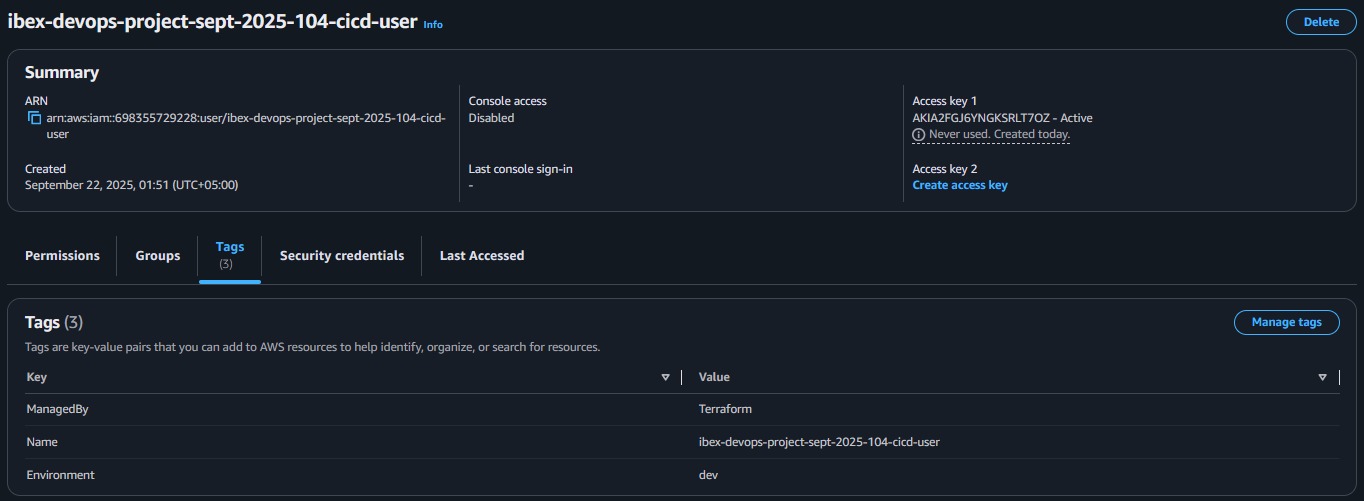 ibex-devops-project-sept-2025-104-cicd-user Info
Delete
Summary
ARN
arn:aws:iam::698355729228:user/ibex-devops-project-sept-2025-104-cicd-
user
Created
September 22, 2025, 01:51 (UTC+05:00)
Console access
Disabled
Last console sign-in
-
Access key 1
AKIA2FGJ6YNGKSRLT7OZ - Active
Never used. Created today.
Access key 2
Create access key
Permissions
Groups
Tags
(3)
Security credentials
Last Accessed
Tags (3)
Manage tags
Tags are key-value pairs that you can add to AWS resources to help identify, organize, or search for resources.
Key Value
ManagedBy Terraform
Name ibex-devops-project-sept-2025-104-cicd-user
Environment dev